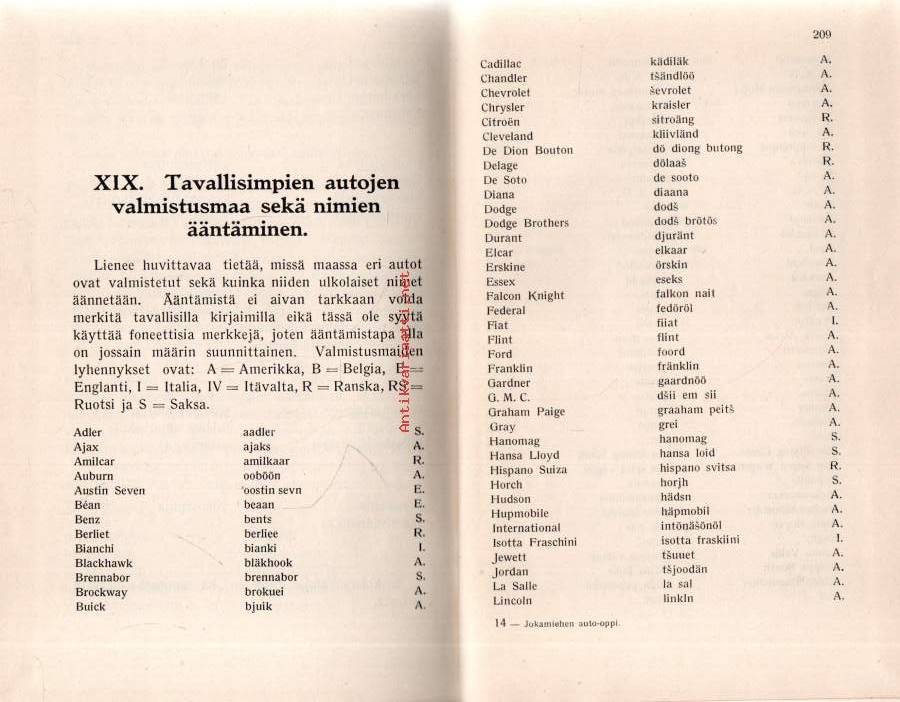 XIX. Tavallisimpien autojen
valmistusmaa sekä nimien
ääntäminen.
Lienee huvittavaa tietää, missä maassa eri autot
ovat valmistetut sekä kuinka niiden ulkolaiset nimet
äännetään. Ääntämistä ei aivan tarkkaan voida
merkitä tavallisilla kirjaimilla eikä tässä ole syytä
käyttää foneettisia merkkejä, joten ääntämistapa
on jossain määrin suunnittainen. Valmistusmaiden
lyhennykset ovat: A = Amerikka, B = Belgia, E =
Englanti, I = Italia, IV = Itävalta, R = Ranska, RS =
Ruotsi ja S = Saksa.
Adler aadler S.
Ajax ajaks A.
Amilcar amilkaar R.
Auburn ooböön A.
Austin Seven oostin sevn E.
Béan beaan E.
Benz bents S.
Berliet berliee R.
Bianchi bianki I.
Blackhawk bläkhook A.
Brennabor brennabor S.
Brockway brokuei A.
Buick bjuik A.
Antikvariaatti.net
209
Cadillac kädiläk A.
Chandler tšändlöö A.
Chevrolet ševrolet A.
Chrysler kraisler A.
Citroën sitroäng R.
Cleveland kliivländ A.
De Dion Bouton dö diong butong R.
Delage dölaaš R.
De Soto de sooto A.
Diana diaana A.
Dodge dodš A.
Dodge Brothers dodš brötös A.
Durant djuränt A.
Elcar elkaar A.
Erskine örskin A.
Essex eseks A.
Falcon Knight falkon nait A.
Federal fedöröl A.
Fiat fiiat I.
Flint flint A.
Ford foord A.
Franklin fränklin A.
Gardner gaardnöö A.
G. M. C. dšii em sii A.
Graham Paige graaham peitš A.
Gray grei A.
Hanomag hanomag S.
Hansa Lloyd hansa loid S.
Hispano Suiza hispano svitsa R.
Horch horjh S.
Hudson hädsn A.
Hupmobile häpmobil A.
International intönäšönöl A.
Isotta Fraschini isotta fraskiini I.
Jewett tšuuet A.
Jordan tšjoodän A.
La Salle la sal A.
Lincoln linkln A.
14 — Jokamiehen auto-oppi.